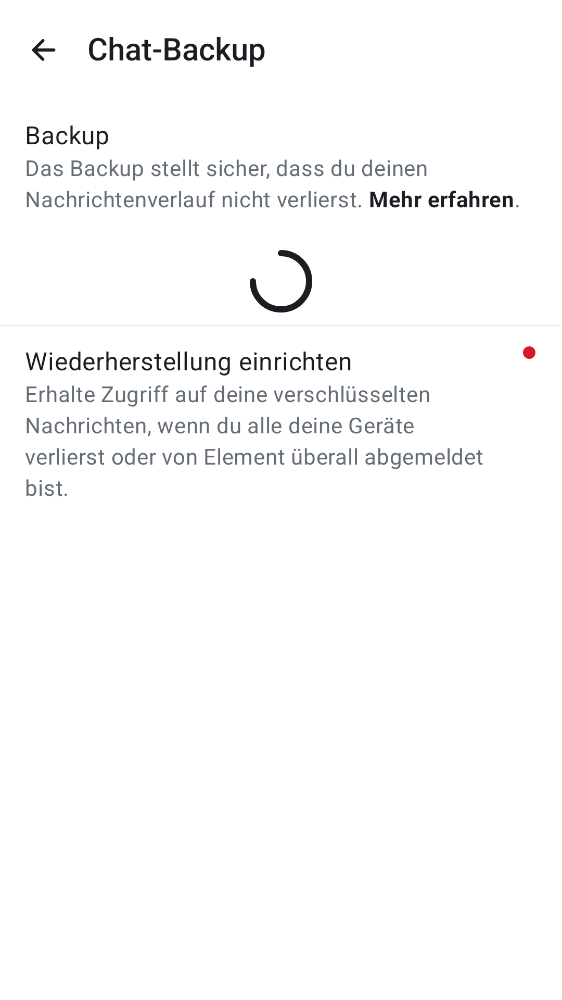 Chat-Backup
Backup
Das Backup stellt sicher, dass du deinen
Nachrichtenverlauf nicht verlierst. Mehr erfahren.
Wiederherstellung einrichten
Erhalte Zugriff auf deine verschlüsselten
Nachrichten, wenn du alle deine Geräte
verlierst oder von Element überall abgemeldet
bist.